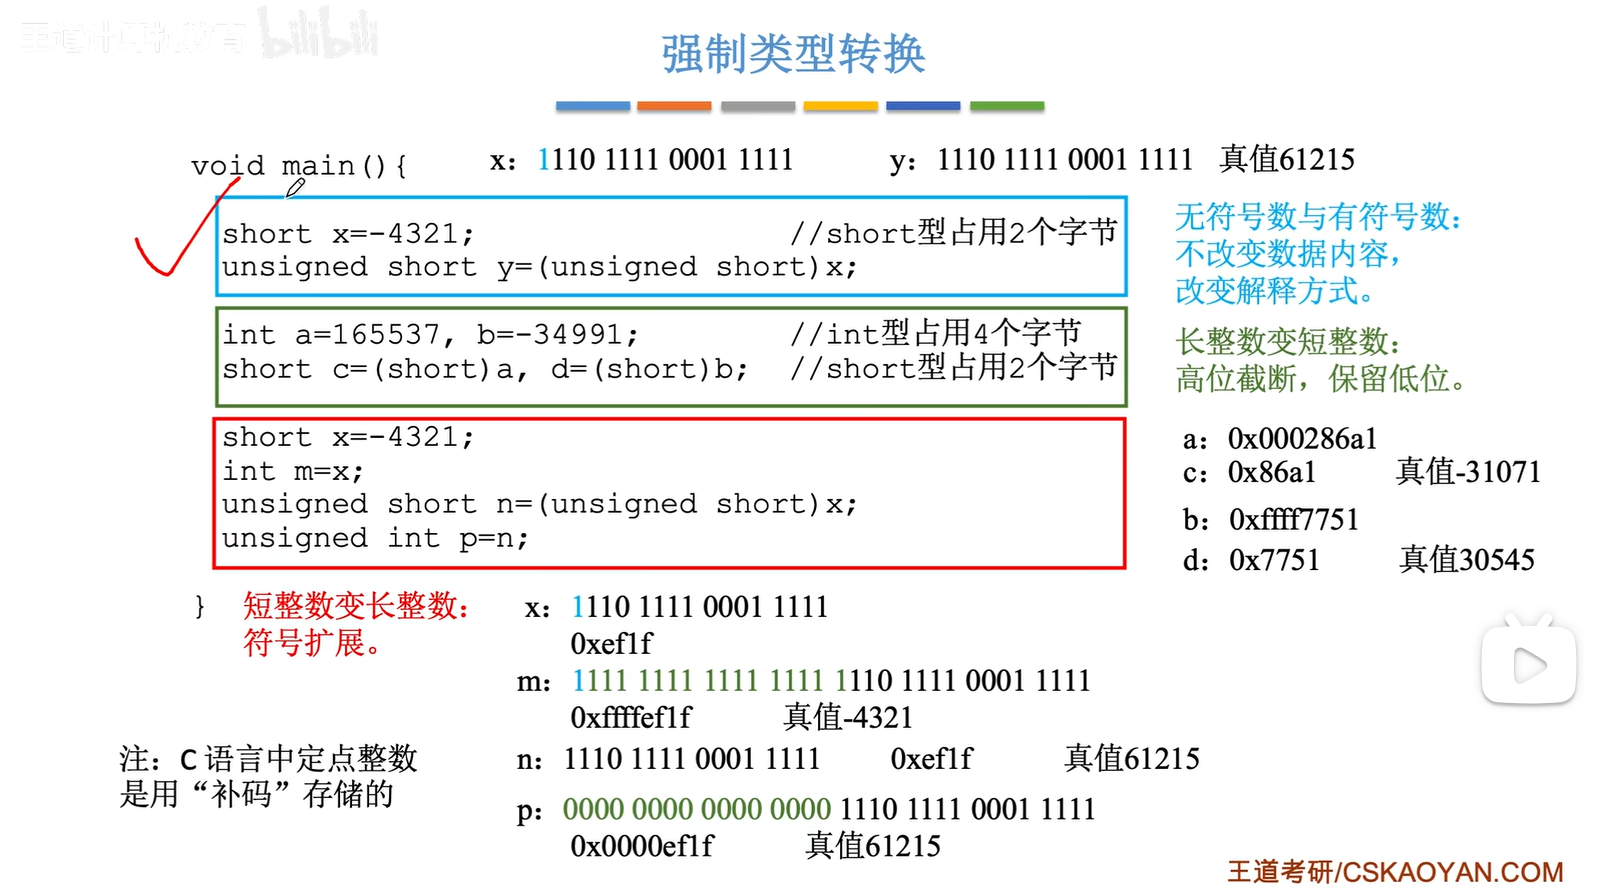 王道计算机教育 bilibili
强制类型转换
void main(){
x：1110 1111 0001 1111
y：1110 1111 0001 1111 真值61215
short x=-4321; //short型占用2个字节
unsigned short y=(unsigned short)x;
无符号数与有符号数：
不改变数据内容，
改变解释方式。
int a=165537, b=-34991; //int型占用4个字节
short c=(short)a, d=(short)b; //short型占用2个字节
长整数变短整数：
高位截断，保留低位。
short x=-4321;
int m=x;
unsigned short n=(unsigned short)x;
unsigned int p=n;
a：0x000286a1
c：0x86a1 真值-31071
b：0xffff7751
d：0x7751 真值30545
}
短整数变长整数：
符号扩展。
x：1110 1111 0001 1111
0xef1f
m：1111 1111 1111 1111 1110 1111 0001 1111
0xffffef1f 真值-4321
n：1110 1111 0001 1111 0xef1f 真值61215
p：0000 0000 0000 0000 1110 1111 0001 1111
0x0000ef1f 真值61215
注：C 语言中定点整数
是用“补码”存储的
王道考研/CSKAOYAN.COM